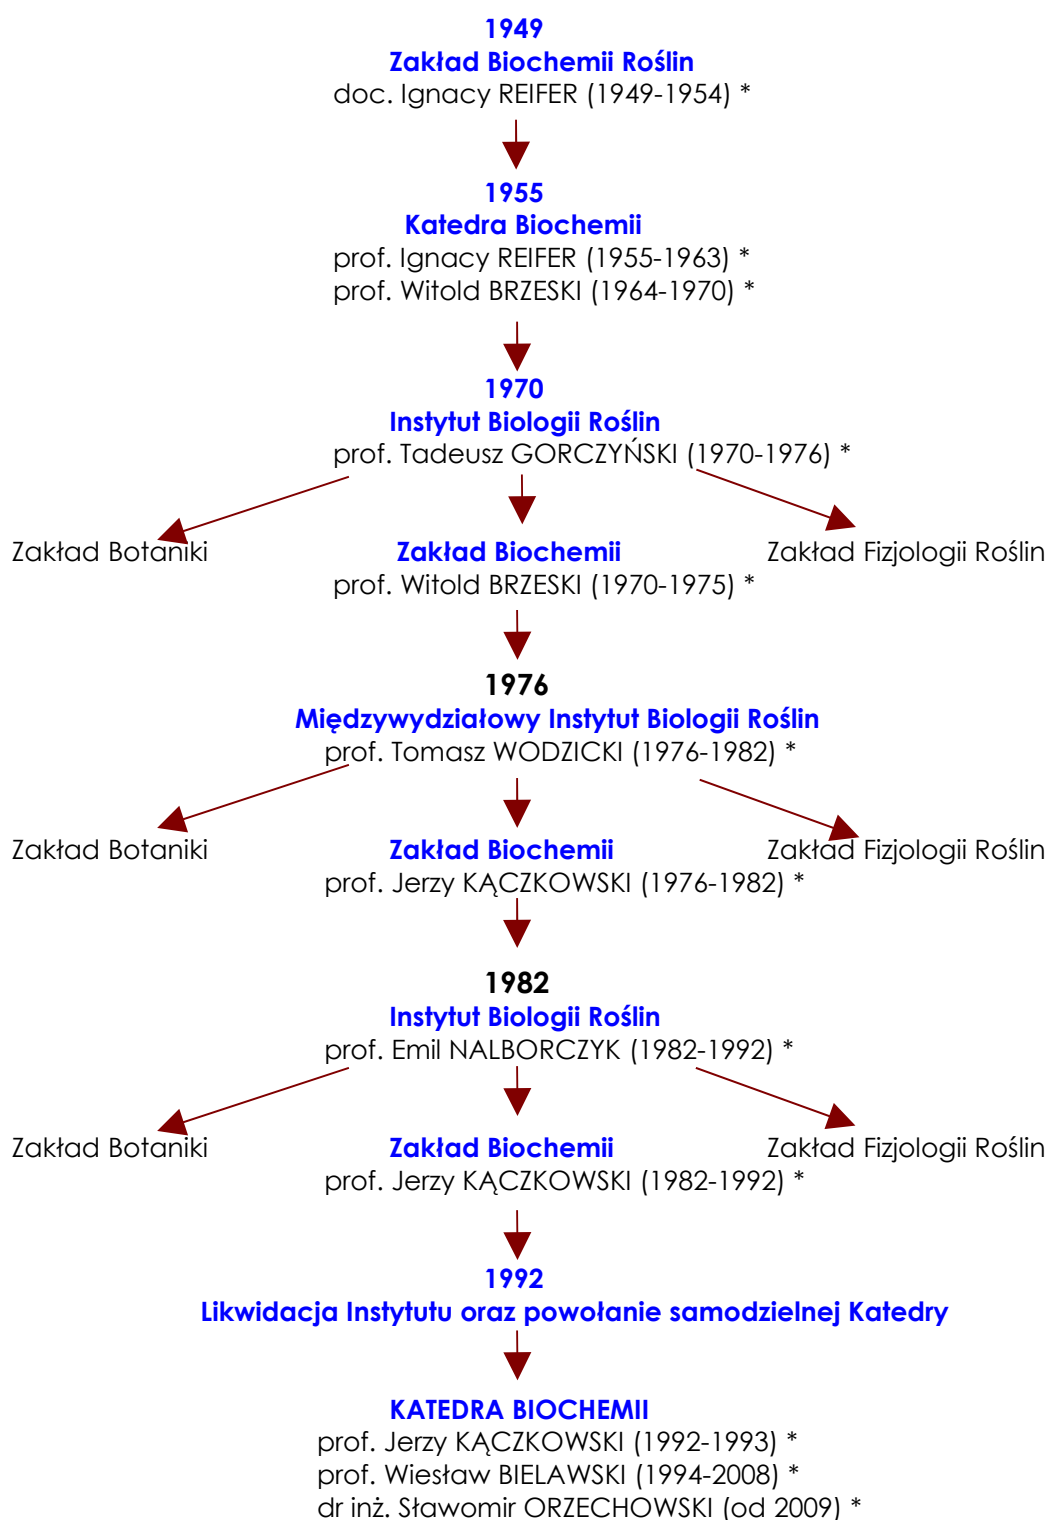 1949
Zakład Biochemii Roślin
doc. Ignacy REIFER (1949-1954) *
1955
Katedra Biochemii
prof. Ignacy REIFER (1955-1963) *
prof. Witold BRZESKI (1964-1970) *
1970
Instytut Biologii Roślin
prof. Tadeusz GORCZYŃSKI (1970-1976) *
Zakład Botaniki Zakład Biochemii Zakład Fizjologii Roślin
prof. Witold BRZESKI (1970-1975) *
1976
Międzywydziałowy Instytut Biologii Roślin
prof. Tomasz WODZICKI (1976-1982) *
Zakład Botaniki Zakład Biochemii Zakład Fizjologii Roślin
prof. Jerzy KĄCZKOWSKI (1976-1982) *
1982
Instytut Biologii Roślin
prof. Emil NALBORCZYK (1982-1992) *
Zakład Botaniki Zakład Biochemii Zakład Fizjologii Roślin
prof. Jerzy KĄCZKOWSKI (1982-1992) *
1992
Likwidacja Instytutu oraz powołanie samodzielnej Katedry
KATEDRA BIOCHEMII
prof. Jerzy KĄCZKOWSKI (1992-1993) *
prof. Wiesław BIELAWSKI (1994-2008) *
dr inż. Sławomir ORZECHOWSKI (od 2009) *